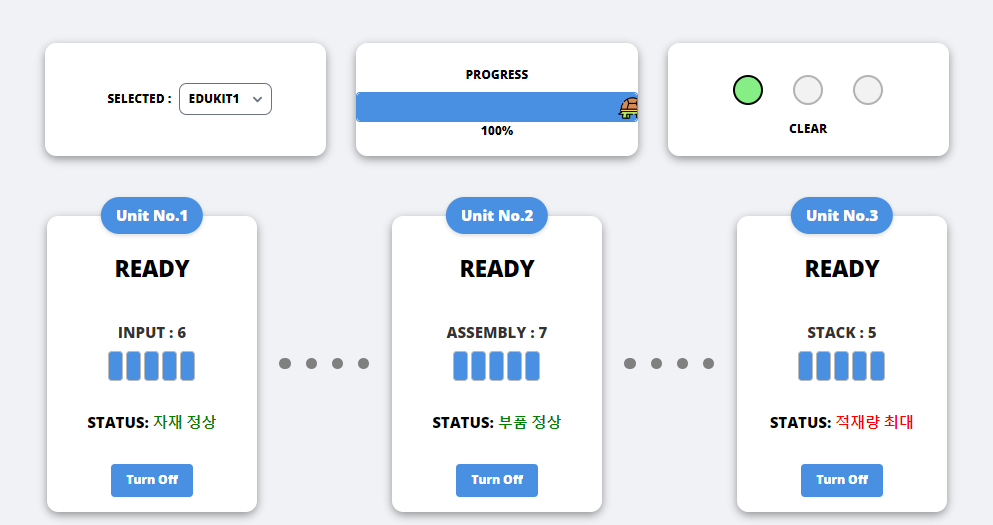 SELECTED : EDUKIT1
PROGRESS
100%
CLEAR
Unit No.1
READY
INPUT : 6
STATUS: 자재 정상
Turn Off
Unit No.2
READY
ASSEMBLY : 7
STATUS: 부품 정상
Turn Off
Unit No.3
READY
STACK : 5
STATUS: 적재량 최대
Turn Off